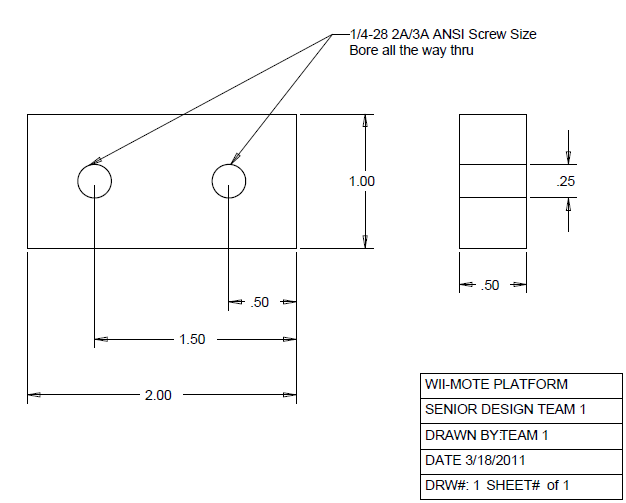 1/4-28 2A/3A ANSI Screw Size
Bore all the way thru
1.00
.25
.50
.50
1.50
2.00
WII-MOTE PLATFORM
SENIOR DESIGN TEAM 1
DRAWN BY:TEAM 1
DATE 3/18/2011
DRW#: 1 SHEET# of 1